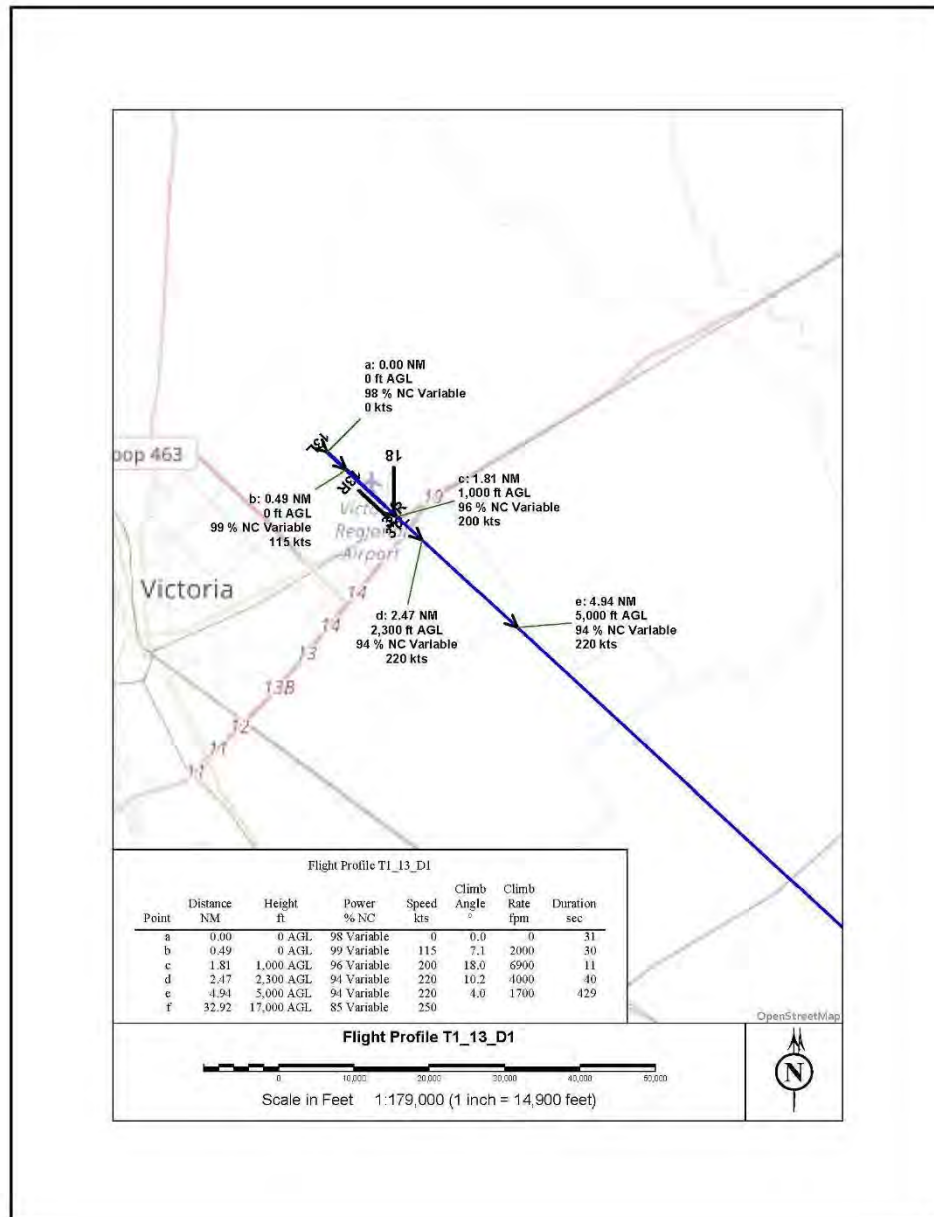 a: 0.00 NM
0 ft AGL
98 % NC Variable
0 kts
13L
oop 463
18
13R
19
b: 0.49 NM
0 ft AGL
99 % NC Variable
115 kts
c: 1.81 NM
1,000 ft AGL
96 % NC Variable
200 kts
Regional
Airport
Victoria
14
14
13
13B
12
11
11
d: 2.47 NM
2,300 ft AGL
94 % NC Variable
220 kts
e: 4.94 NM
5,000 ft AGL
94 % NC Variable
220 kts
Flight Profile T1_13_D1
Climb Climb
Distance Height Power Speed Angle Rate Duration
Point NM ft % NC kts ° fpm sec
a 0.00 0 AGL 98 Variable 0 0.0 0 31
b 0.49 0 AGL 99 Variable 115 7.1 2000 30
c 1.81 1,000 AGL 96 Variable 200 18.0 6900 11
d 2.47 2,300 AGL 94 Variable 220 10.2 4000 40
e 4.94 5,000 AGL 94 Variable 220 4.0 1700 429
f 32.92 17,000 AGL 85 Variable 250
OpenStreetMap
Flight Profile T1_13_D1
0 10,000 20,000 30,000 40,000 50,000
Scale in Feet 1:179,000 (1 inch = 14,900 feet)
N